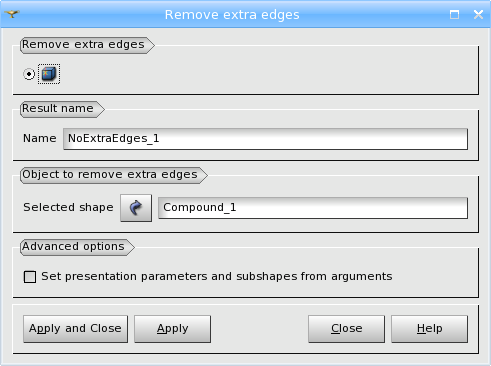 Remove extra edges
Remove extra edges
Result name
Name NoExtraEdges_1
Object to remove extra edges
Selected shape Compound_1
Advanced options
Set presentation parameters and subshapes from arguments
Apply and Close Apply Close Help